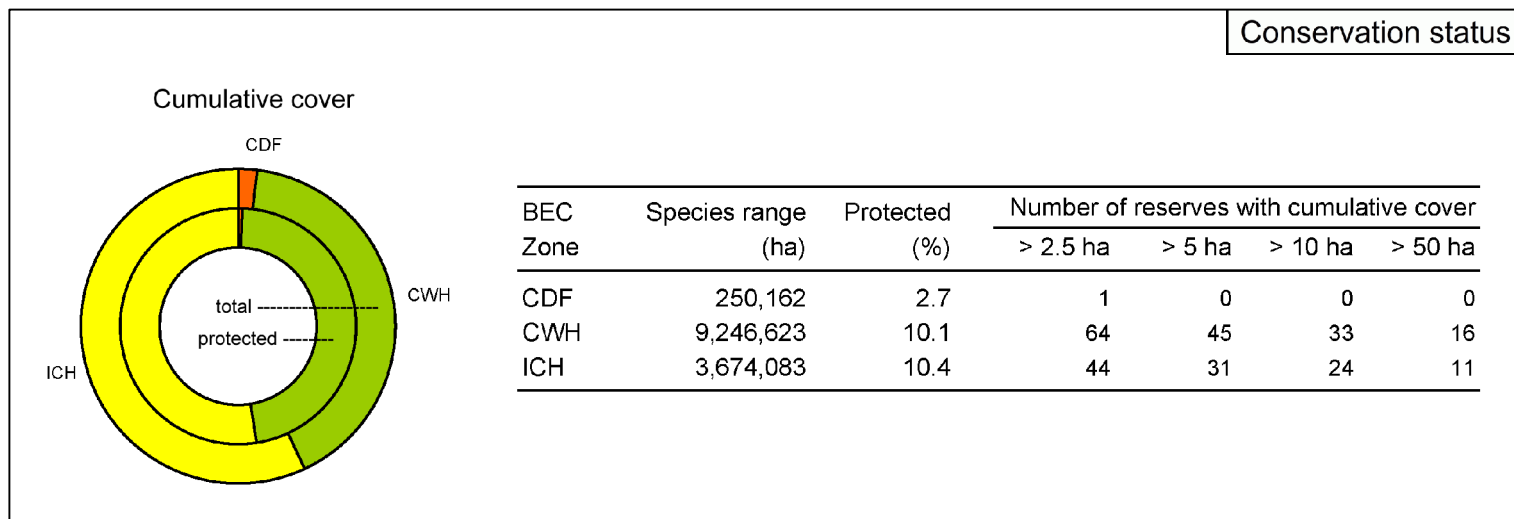 Conservation status
Cumulative cover
CDF
CWH
ICH
total
protected
BEC Species range Protected Number of reserves with cumulative cover
Zone (ha) (%) > 2.5 ha > 5 ha > 10 ha > 50 ha
CDF 250,162 2.7 1 0 0 0
CWH 9,246,623 10.1 64 45 33 16
ICH 3,674,083 10.4 44 31 24 11